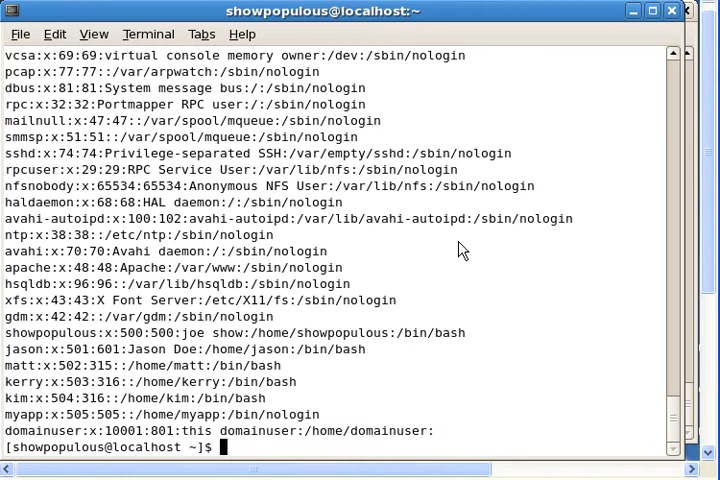 showpopulous@localhost:~
File Edit View Terminal Tabs Help
vcsa:x:69:69:virtual console memory owner:/dev:/sbin/nologin
pcap:x:77:77::/var/arpwatch:/sbin/nologin
dbus:x:81:81:System message bus:/:/sbin/nologin
rpc:x:32:32:Portmapper RPC user:/:/sbin/nologin
mailnull:x:47:47::/var/spool/mqueue:/sbin/nologin
smmsp:x:51:51::/var/spool/mqueue:/sbin/nologin
sshd:x:74:74:Privilege-separated SSH:/var/empty/sshd:/sbin/nologin
rpcuser:x:29:29:RPC Service User:/var/lib/nfs:/sbin/nologin
nfsnobody:x:65534:65534:Anonymous NFS User:/var/lib/nfs:/sbin/nologin
haldaemon:x:68:68:HAL daemon:/:/sbin/nologin
avahi-autoipd:x:100:102:avahi-autoipd:/var/lib/avahi-autoipd:/sbin/nologin
ntp:x:38:38::/etc/ntp:/sbin/nologin
avahi:x:70:70:Avahi daemon:/:/sbin/nologin
apache:x:48:48:Apache:/var/www:/sbin/nologin
hsqldb:x:96:96::/var/lib/hsqldb:/sbin/nologin
xfs:x:43:43:X Font Server:/etc/X11/fs:/sbin/nologin
gdm:x:42:42::/var/gdm:/sbin/nologin
showpopulous:x:500:500:joe show:/home/showpopulous:/bin/bash
jason:x:501:601:Jason Doe:/home/jason:/bin/bash
matt:x:502:315::/home/matt:/bin/bash
kerry:x:503:316::/home/kerry:/bin/bash
kim:x:504:316::/home/kim:/bin/bash
myapp:x:505:505::/home/myapp:/bin/nologin
domainuser:x:10001:801:this domainuser:/home/domainuser:
[showpopulous@localhost ~]$